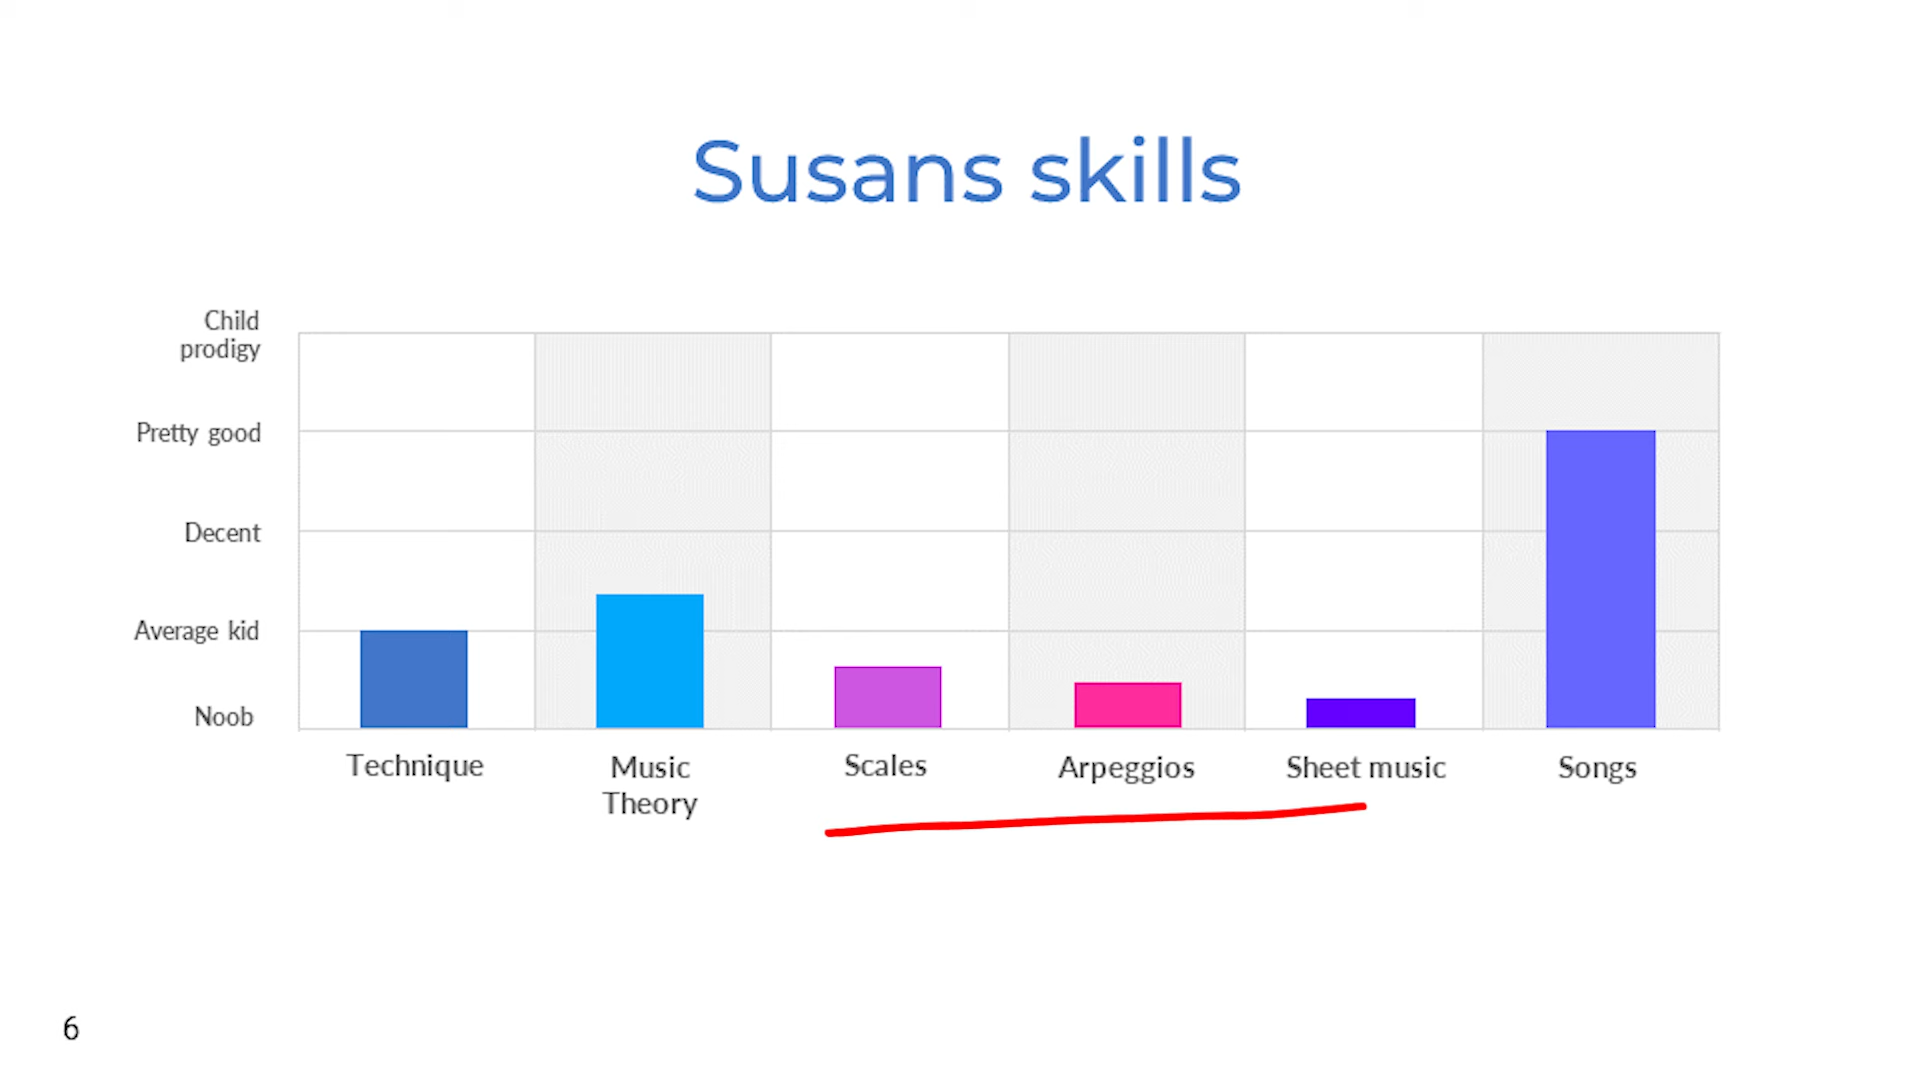 Susans skills
Child
prodigy
Pretty good
Decent
Average kid
Noob
Technique
Music
Theory
Scales
Arpeggios
Sheet music
Songs
6